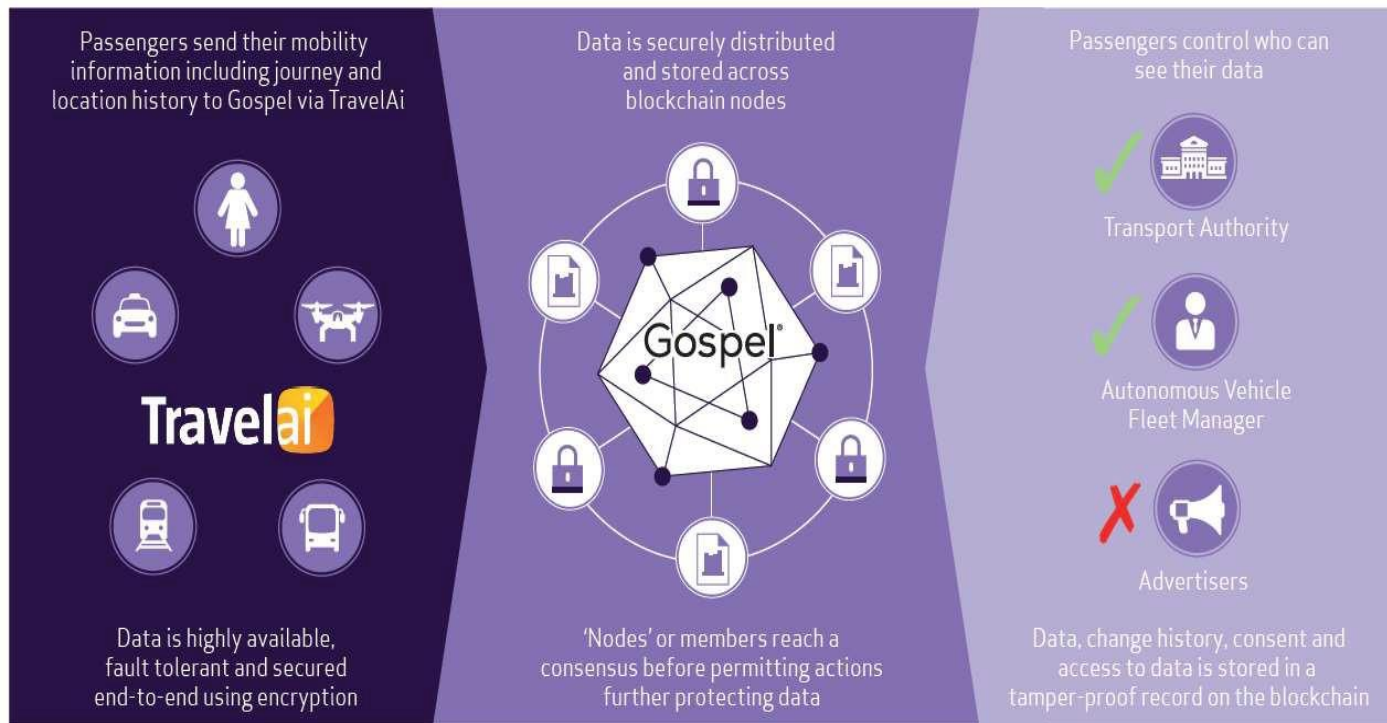 Passengers send their mobility
information including journey and
location history to Gospel via TravelAi
Travelai
Data is highly available,
fault tolerant and secured
end-to-end using encryption
Data is securely distributed
and stored across
blockchain nodes
Gospel®
'Nodes' or members reach a
consensus before permitting actions
further protecting data
Passengers control who can
see their data
Transport Authority
Autonomous Vehicle
Fleet Manager
Advertisers
Data, change history, consent and
access to data is stored in a
tamper-proof record on the blockchain